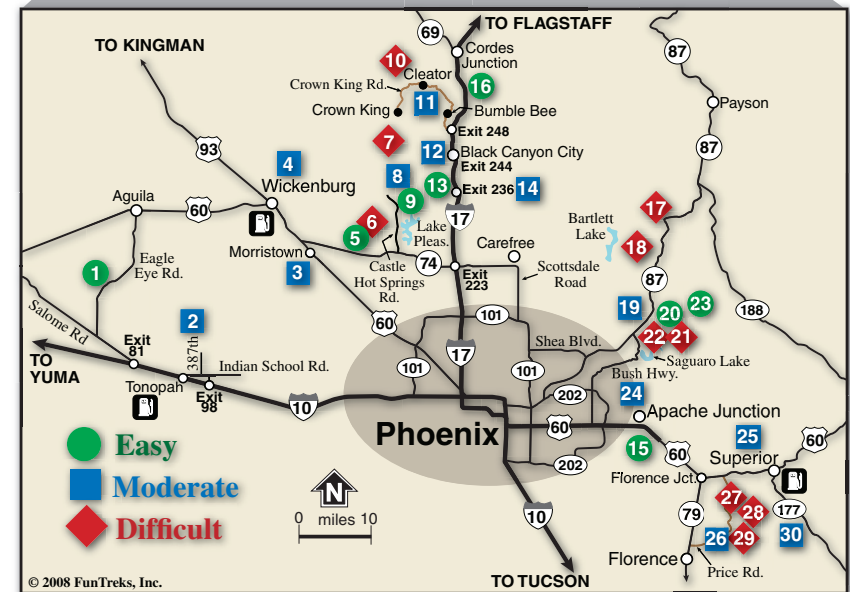 TO FLAGSTAFF
69
TO KINGMAN
Cordes
Junction
87
10
Cleator
Crown King Rd.
16
Crown King
11
Bumble Bee
Payson
Exit 248
7
93
12
Black Canyon City
87
Exit 244
4
8
13
Exit 236
14
Wickenburg
Aguila
9
60
6
17
17
Lake
Pleas.
Bartlett
Lake
5
18
Morristown
Carefree
Eagle
Eye Rd.
1
74
Castle
Hot Springs
Rd.
Exit
223
Scottsdale
Road
3
87
Salome Rd
2
19
20
23
188
60
101
Exit
81
387th
Shea Blvd.
22
21
TO
YUMA
17
Saguaro Lake
Indian School Rd.
101
101
Bush Hwy.
Tonopah
Exit
98
10
202
24
Apache Junction
60
Phoenix
25
60
15
60
Easy
202
Superior
Florence Jct.
Moderate
N
27
177
0 miles 10
10
79
28
30
Difficult
26
29
Florence
Price Rd.
© 2008 FunTreks, Inc.
TO TUCSON